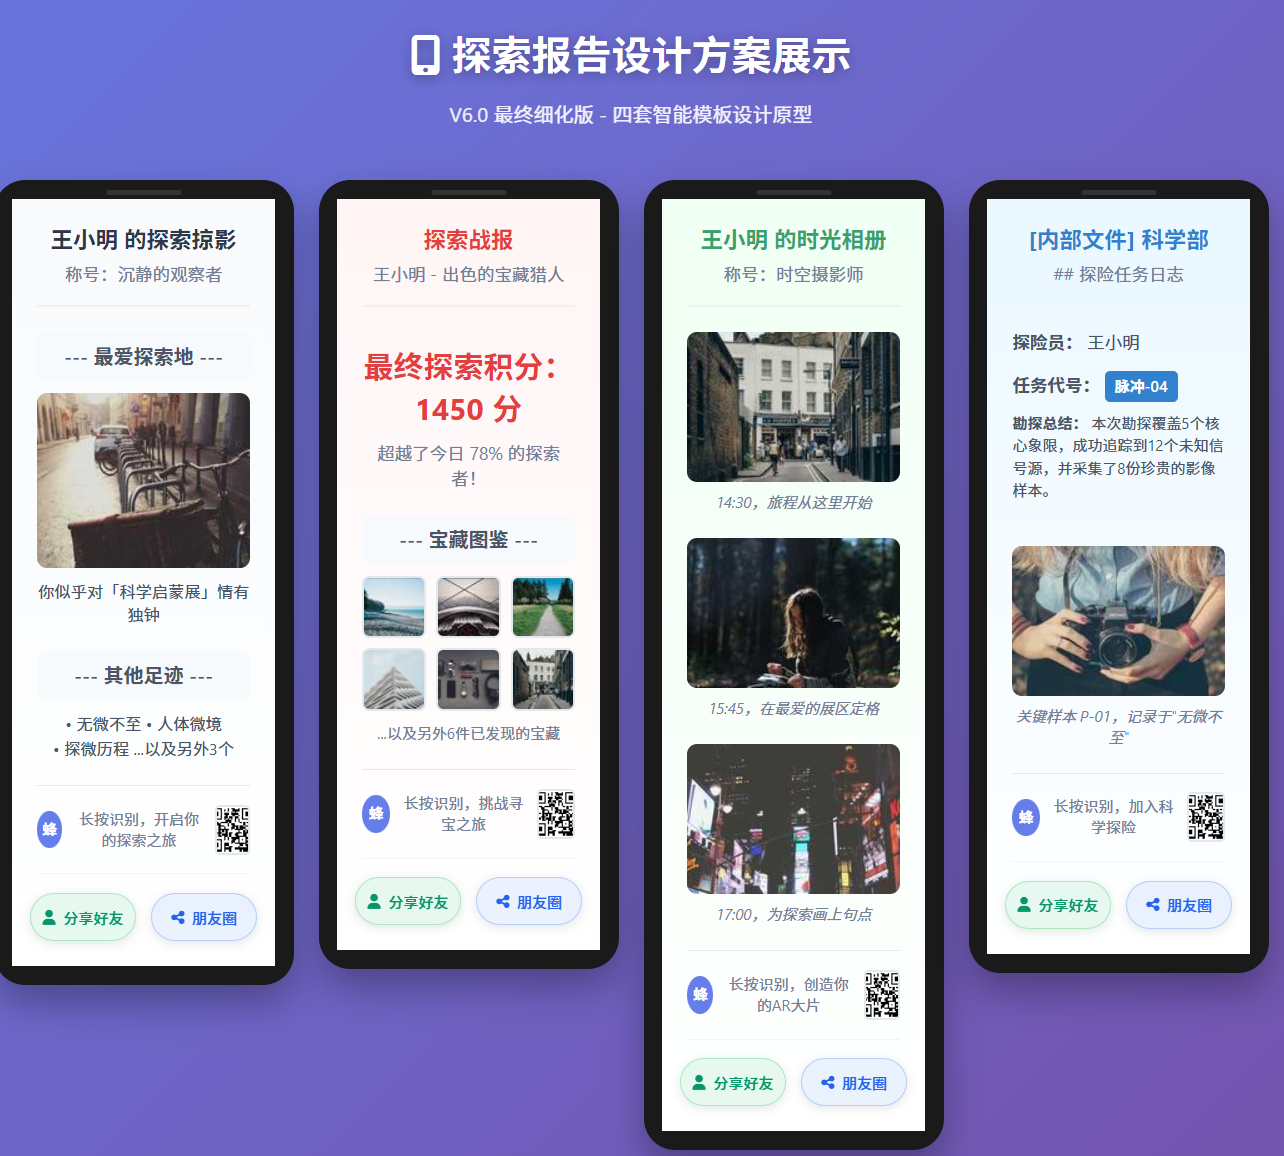 探索报告设计方案展示
V6.0 最终细化版 - 四套智能模板设计原型
王小明 的探索掠影
称号：沉静的观察者
--- 最爱探索地 ---
你似乎对「科学启蒙展」情有
独钟
--- 其他足迹 ---
• 无微不至 • 人体微境
• 探微历程 ...以及另外3个
蜂
长按识别，开启你
的探索之旅
分享好友
朋友圈
探索战报
王小明 - 出色的宝藏猎人
最终探索积分：
1450 分
超越了今日 78% 的探索
者！
--- 宝藏图鉴 ---
...以及另外6件已发现的宝藏
蜂
长按识别，挑战寻
宝之旅
分享好友
朋友圈
王小明 的时光相册
称号：时空摄影师
14:30，旅程从这里开始
15:45，在最爱的展区定格
17:00，为探索画上句点
蜂
长按识别，创造你
的AR大片
分享好友
朋友圈
[内部文件] 科学部
## 探险任务日志
探险员： 王小明
任务代号： 脉冲-04
勘探总结： 本次勘探覆盖5个核
心象限，成功追踪到12个未知信
号源，并采集了8份珍贵的影像
样本。
关键样本 P-01，记录于"无微不
至"
蜂
长按识别，加入科
学探险
分享好友
朋友圈